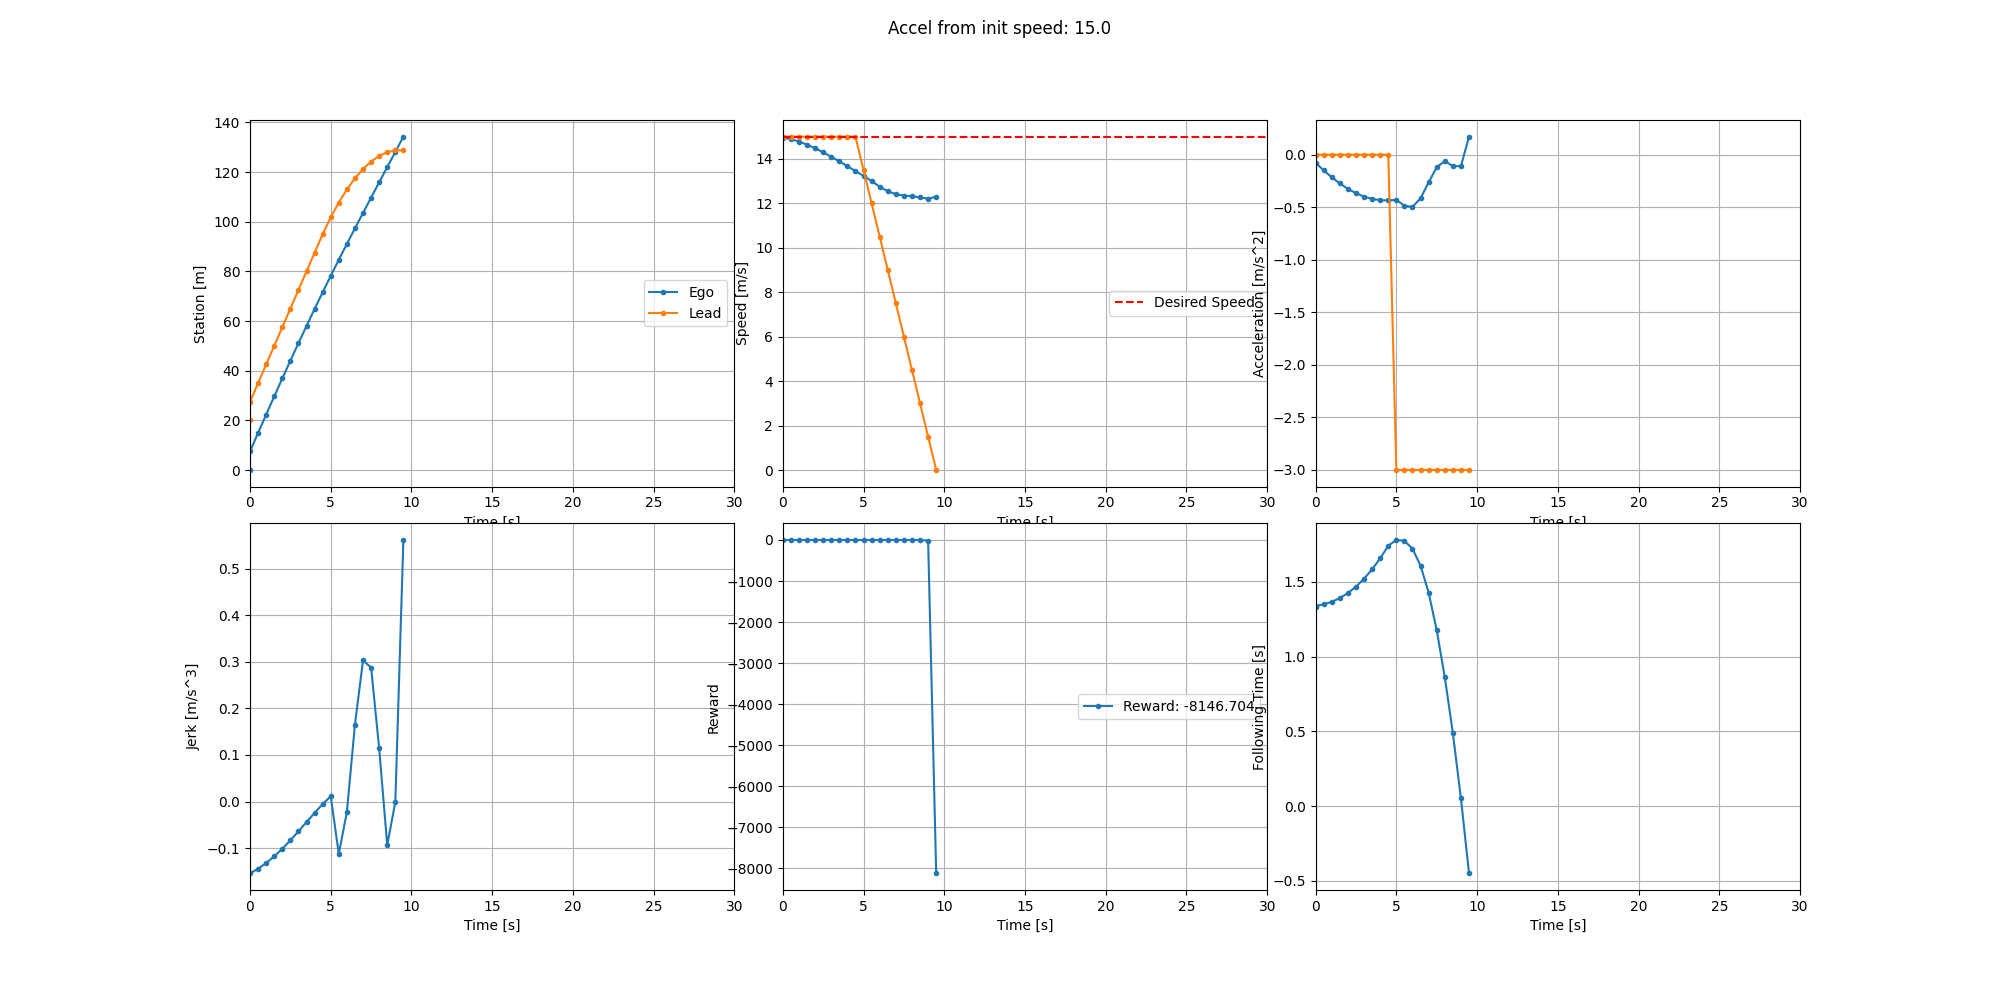 Accel from init speed: 15.0
140
120
100
80
60
40
20
0
Station [m]
0 5 10 15 20 25 30
Time [s]
Ego
Lead
14
12
10
8
6
4
2
0
Speed [m/s]
0 5 10 15 20 25 30
Time [s]
Desired Speed
0.0
−0.5
−1.0
−1.5
−2.0
−2.5
−3.0
Acceleration [m/s^2]
0 5 10 15 20 25 30
Time [s]
0.5
0.4
0.3
0.2
0.1
0.0
−0.1
Jerk [m/s^3]
0 5 10 15 20 25 30
Time [s]
0
−1000
−2000
−3000
−4000
−5000
−6000
−7000
−8000
Reward
0 5 10 15 20 25 30
Time [s]
Reward: -8146.704
1.5
1.0
0.5
0.0
−0.5
Following Time [s]
0 5 10 15 20 25 30
Time [s]